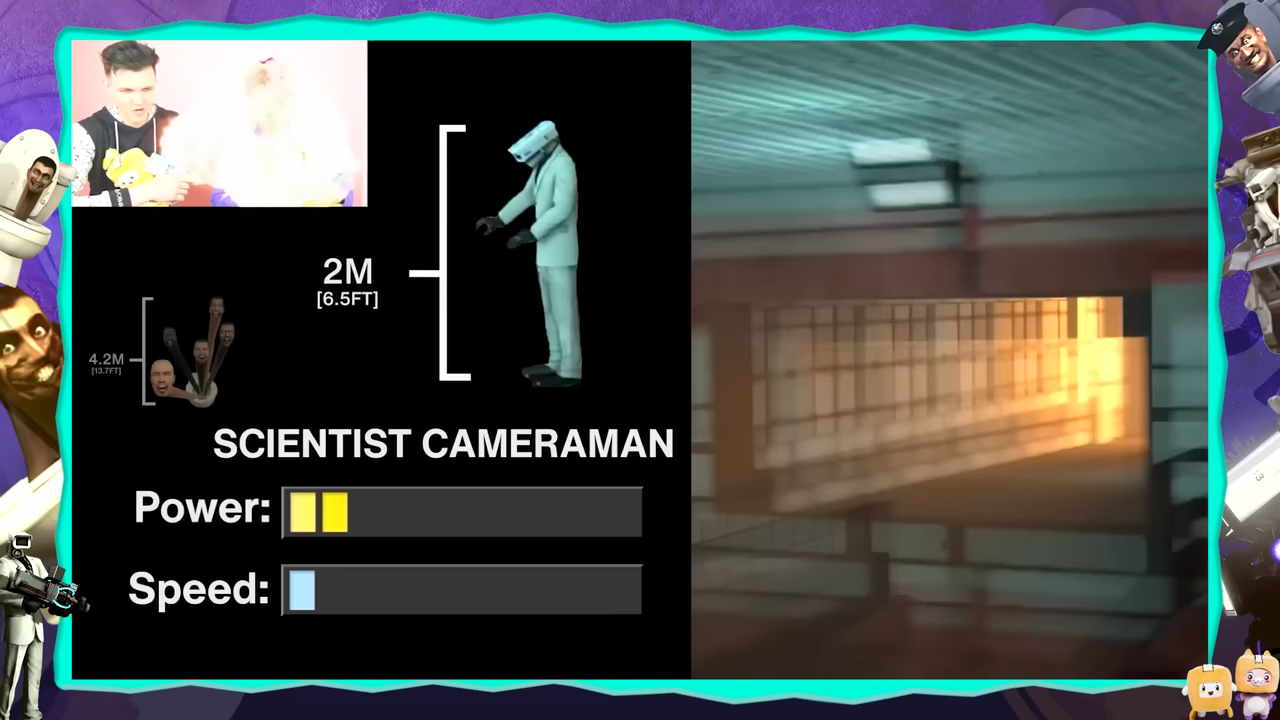 2M
[6.5FT]
4.2M
[13.7FT]
SCIENTIST CAMERAMAN
Power:
Speed: